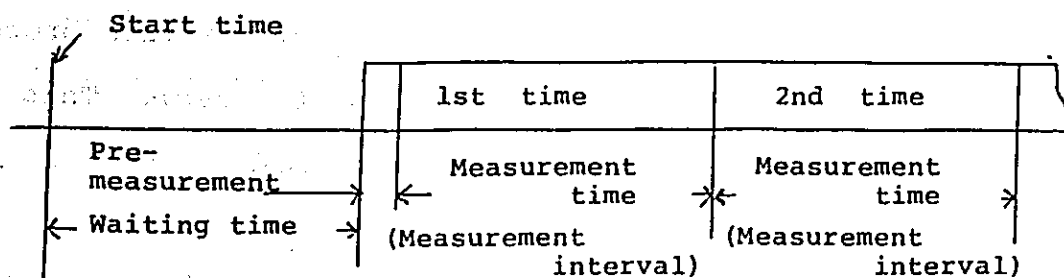 Start time
1st time
2nd time
Pre-
measurement
Waiting time
Measurement
time
(Measurement
interval)
Measurement
time
(Measurement
interval)